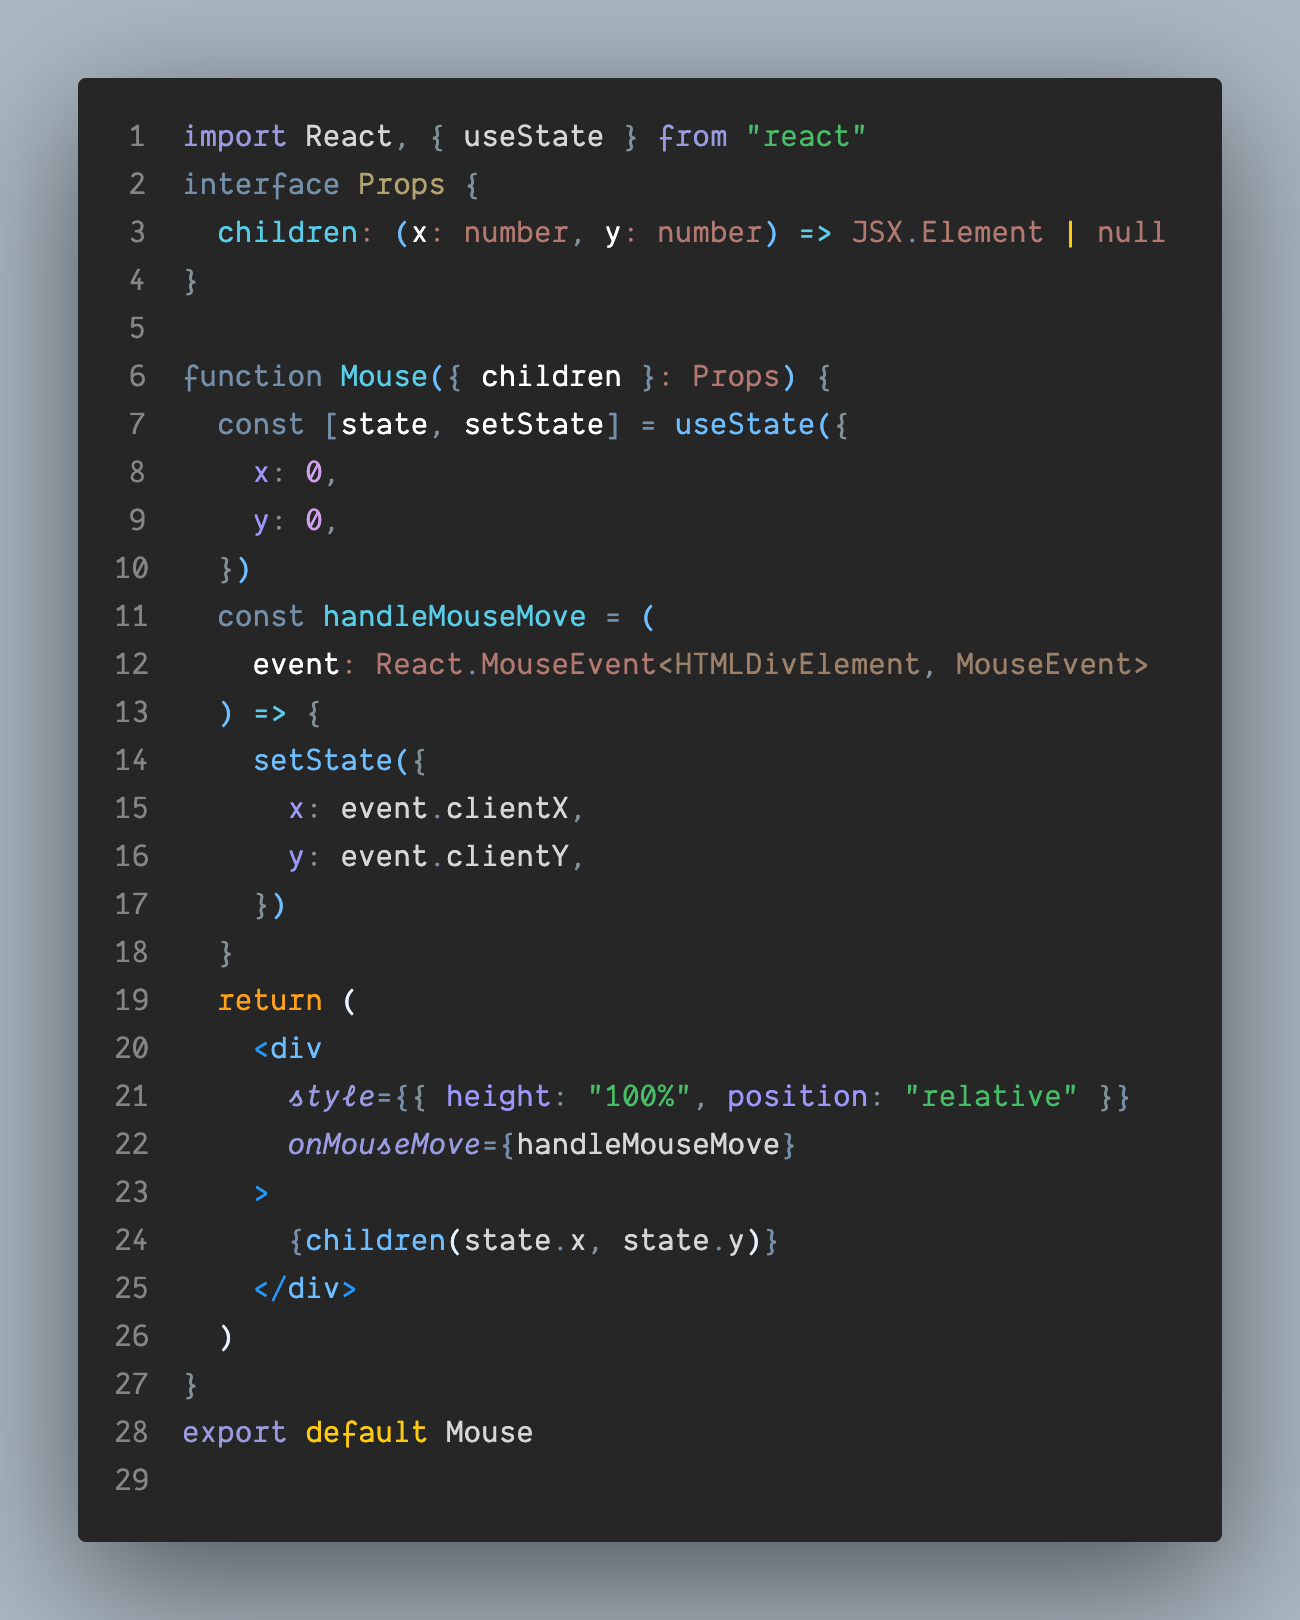 1 import React, { useState } from "react"
2 interface Props {
3   children: (x: number, y: number) => JSX.Element | null
4 }
5
6 function Mouse({ children }: Props) {
7   const [state, setState] = useState({
8     x: 0,
9     y: 0,
10   })
11   const handleMouseMove = (
12     event: React.MouseEvent<HTMLDivElement, MouseEvent>
13   ) => {
14     setState({
15       x: event.clientX,
16       y: event.clientY,
17     })
18   }
19   return (
20     <div
21       style={{ height: "100%", position: "relative" }}
22       onMouseMove={handleMouseMove}
23     >
24       {children(state.x, state.y)}
25     </div>
26   )
27 }
28 export default Mouse
29